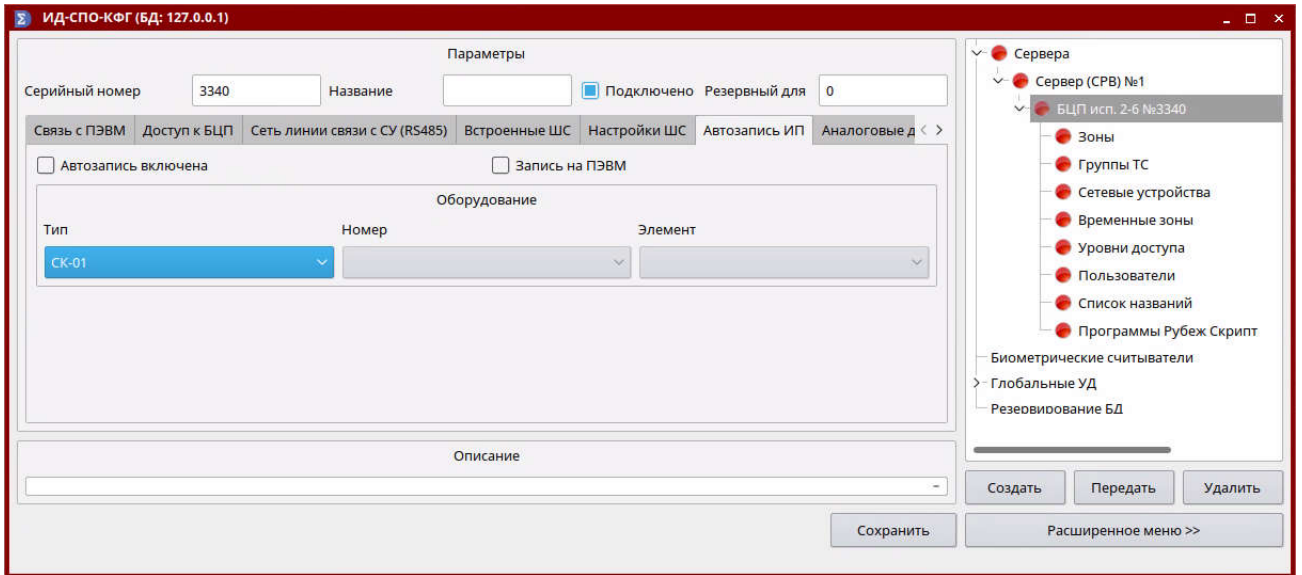 ИД-СПО-КФГ (БД: 127.0.0.1)
Параметры
Серийный номер 3340 Название Подключено Резервный для 0
Связь с ПЭВМ Доступ к БЦП Сеть линии связи с СУ (RS485) Встроенные ШС Настройки ШС Автозапись ИП Аналоговые д
Автозапись включена Запись на ПЭВМ
Оборудование
Тип Номер Элемент
СК-01
Описание
Сохранить
Сервера
Сервер (СРВ) №1
БЦП исп. 2-6 №3340
Зоны
Группы ТС
Сетевые устройства
Временные зоны
Уровни доступа
Пользователи
Список названий
Программы Рубеж Скрипт
Биометрические считыватели
Глобальные УД
Резервирование БД
Создать Передать Удалить
Расширенное меню >>